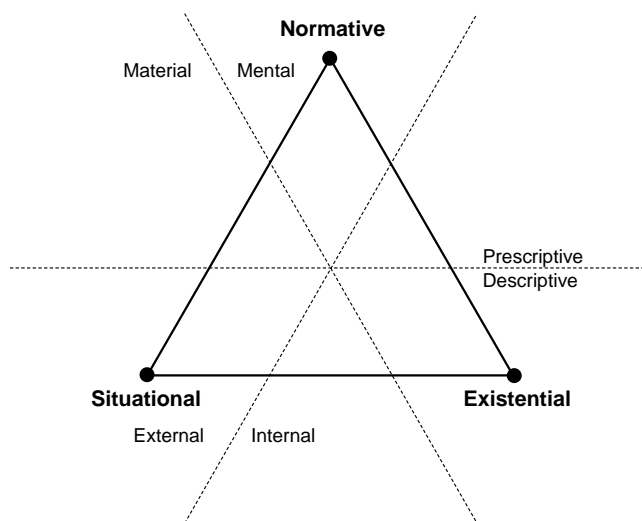 Normative
Material
Mental
Prescriptive
Descriptive
Situational
Existential
External
Internal